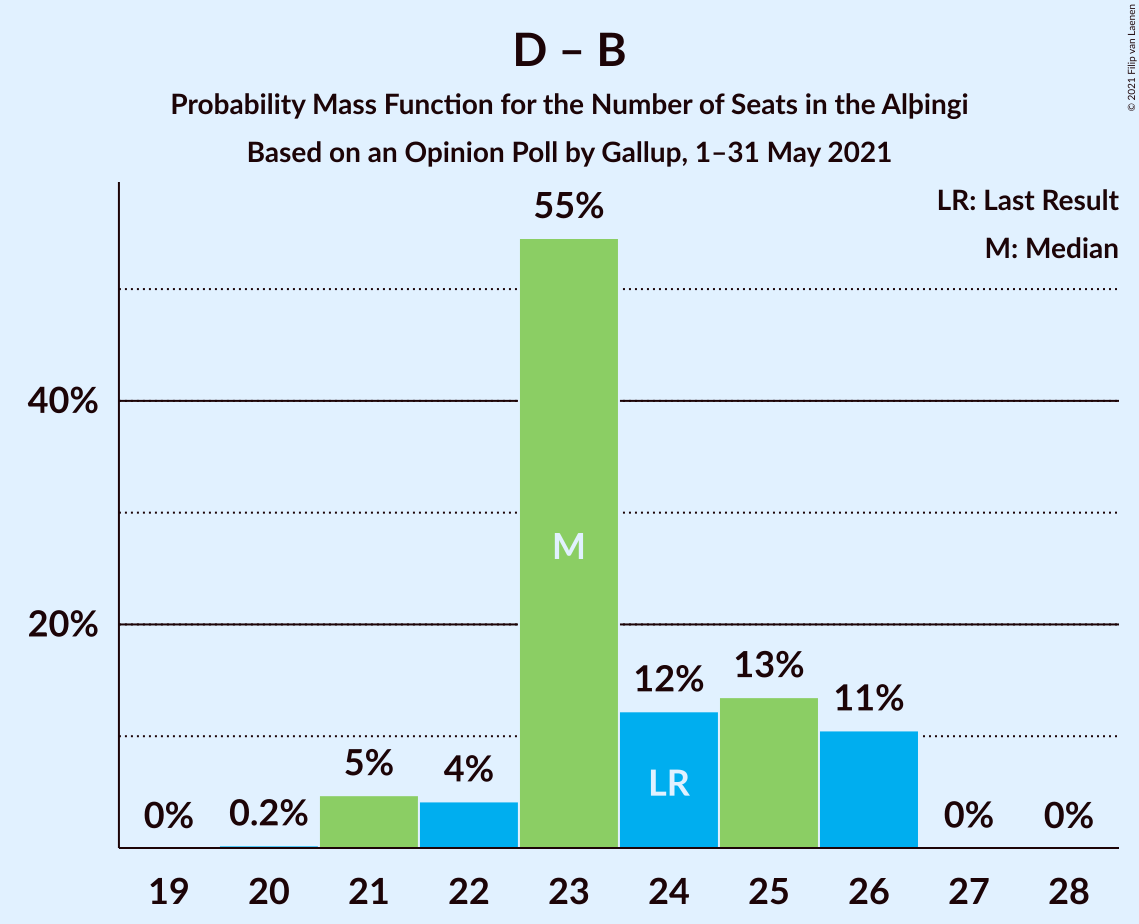 D – B
Probability Mass Function for the Number of Seats in the Alþingi
Based on an Opinion Poll by Gallup, 1–31 May 2021
© 2021 Filip van Laenen
LR: Last Result
M: Median
55%
40%
M
20%
12%
13%
11%
5%
4%
LR
0%
0.2%
0%
0%
19
20
21
22
23
24
25
26
27
28